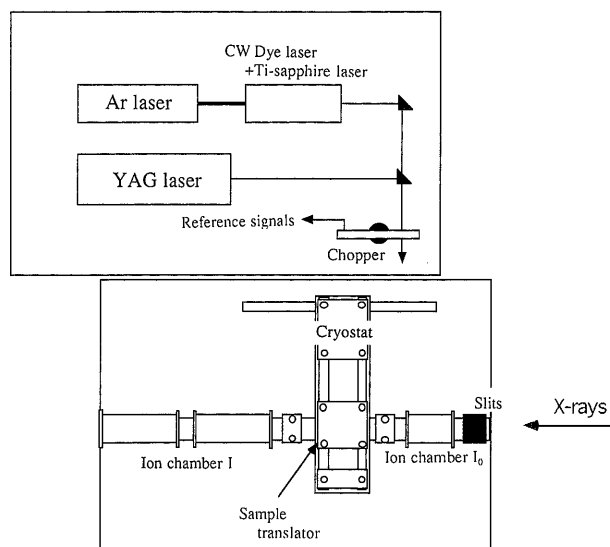 CW Dye laser
+Ti-sapphire laser
Ar laser
YAG laser
Reference signals
Chopper
Cryostat
Slits
X-rays
Ion chamber I
Ion chamber I₀
Sample
translator